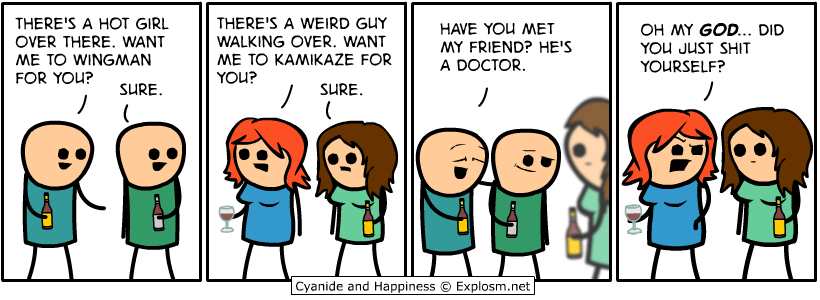 THERE'S A HOT GIRL
OVER THERE. WANT
ME TO WINGMAN
FOR YOU?
SURE.
THERE'S A WEIRD GUY
WALKING OVER. WANT
ME TO KAMIKAZE FOR
YOU?
SURE.
HAVE YOU MET
MY FRIEND? HE'S
A DOCTOR.
OH MY GOD... DID
YOU JUST SHIT
YOURSELF?
Cyanide and Happiness © Explosm.net